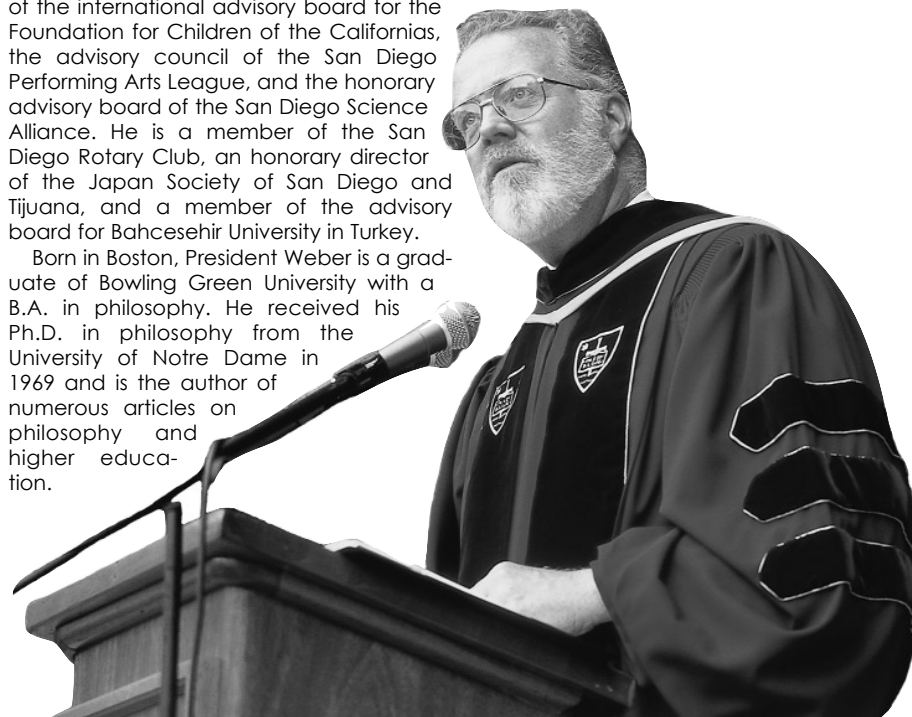 of the international advisory board for the
Foundation for Children of the Californias,
the advisory council of the San Diego
Performing Arts League, and the honorary
advisory board of the San Diego Science
Alliance. He is a member of the San
Diego Rotary Club, an honorary director
of the Japan Society of San Diego and
Tijuana, and a member of the advisory
board for Bahcesehir University in Turkey.
Born in Boston, President Weber is a grad-
uate of Bowling Green University with a
B.A. in philosophy. He received his
Ph.D. in philosophy from the
University of Notre Dame in
1969 and is the author of
numerous articles on
philosophy and
higher educa-
tion.